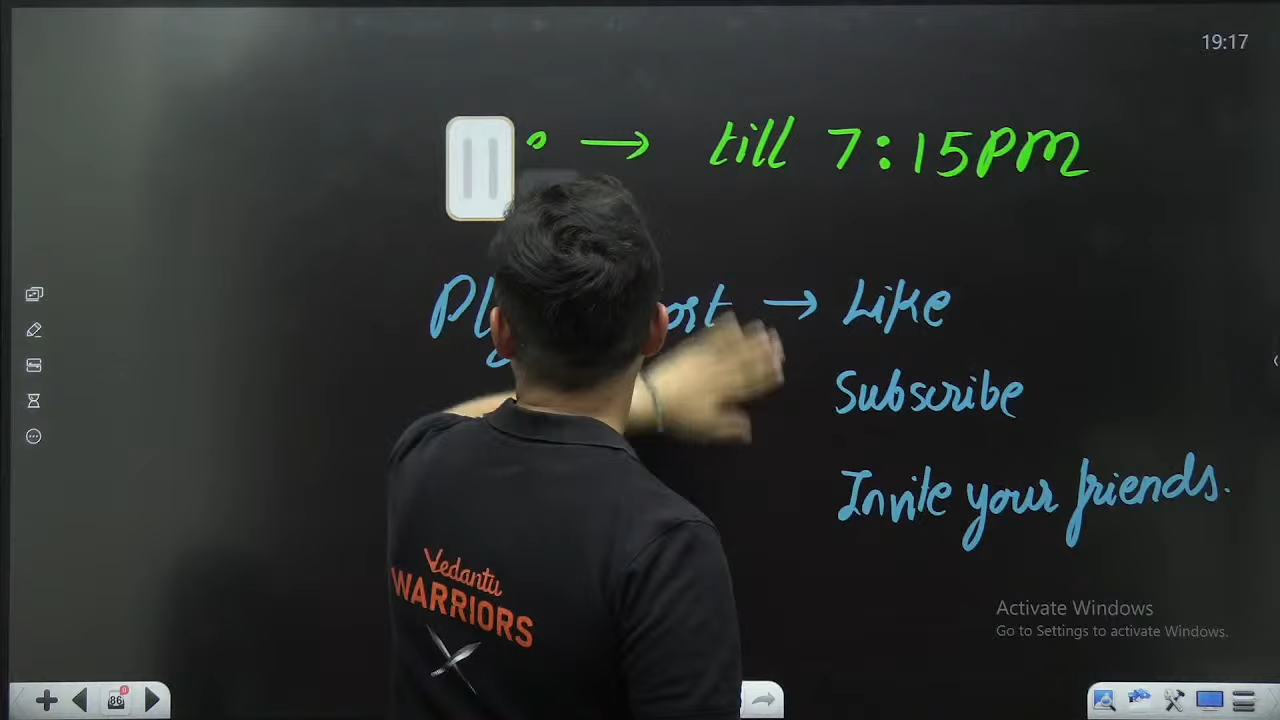 19:17
→ till 7:15PM
→ Like
Subscribe
Invite your friends.
Vedantu
WARRIORS
Activate Windows
Go to Settings to activate Windows.
86